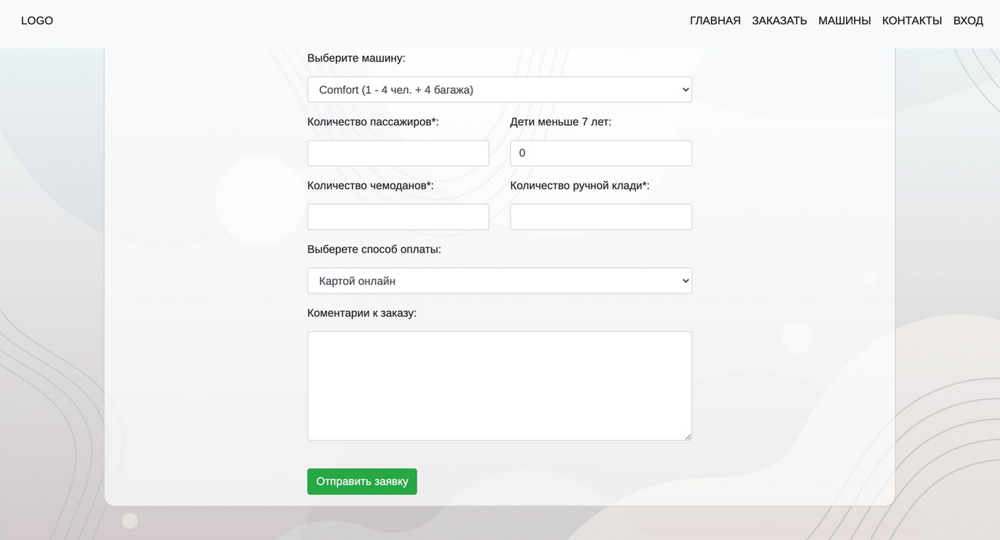 LOGO ГЛАВНАЯ ЗАКАЗАТЬ МАШИНЫ КОНТАКТЫ ВХОД
Выберите машину:
Comfort (1 - 4 чел. + 4 багажа)
Количество пассажиров*: Дети меньше 7 лет:
0
Количество чемоданов*: Количество ручной клади*:
Выберете способ оплаты:
Картой онлайн
Коментарии к заказу:
Отправить заявку